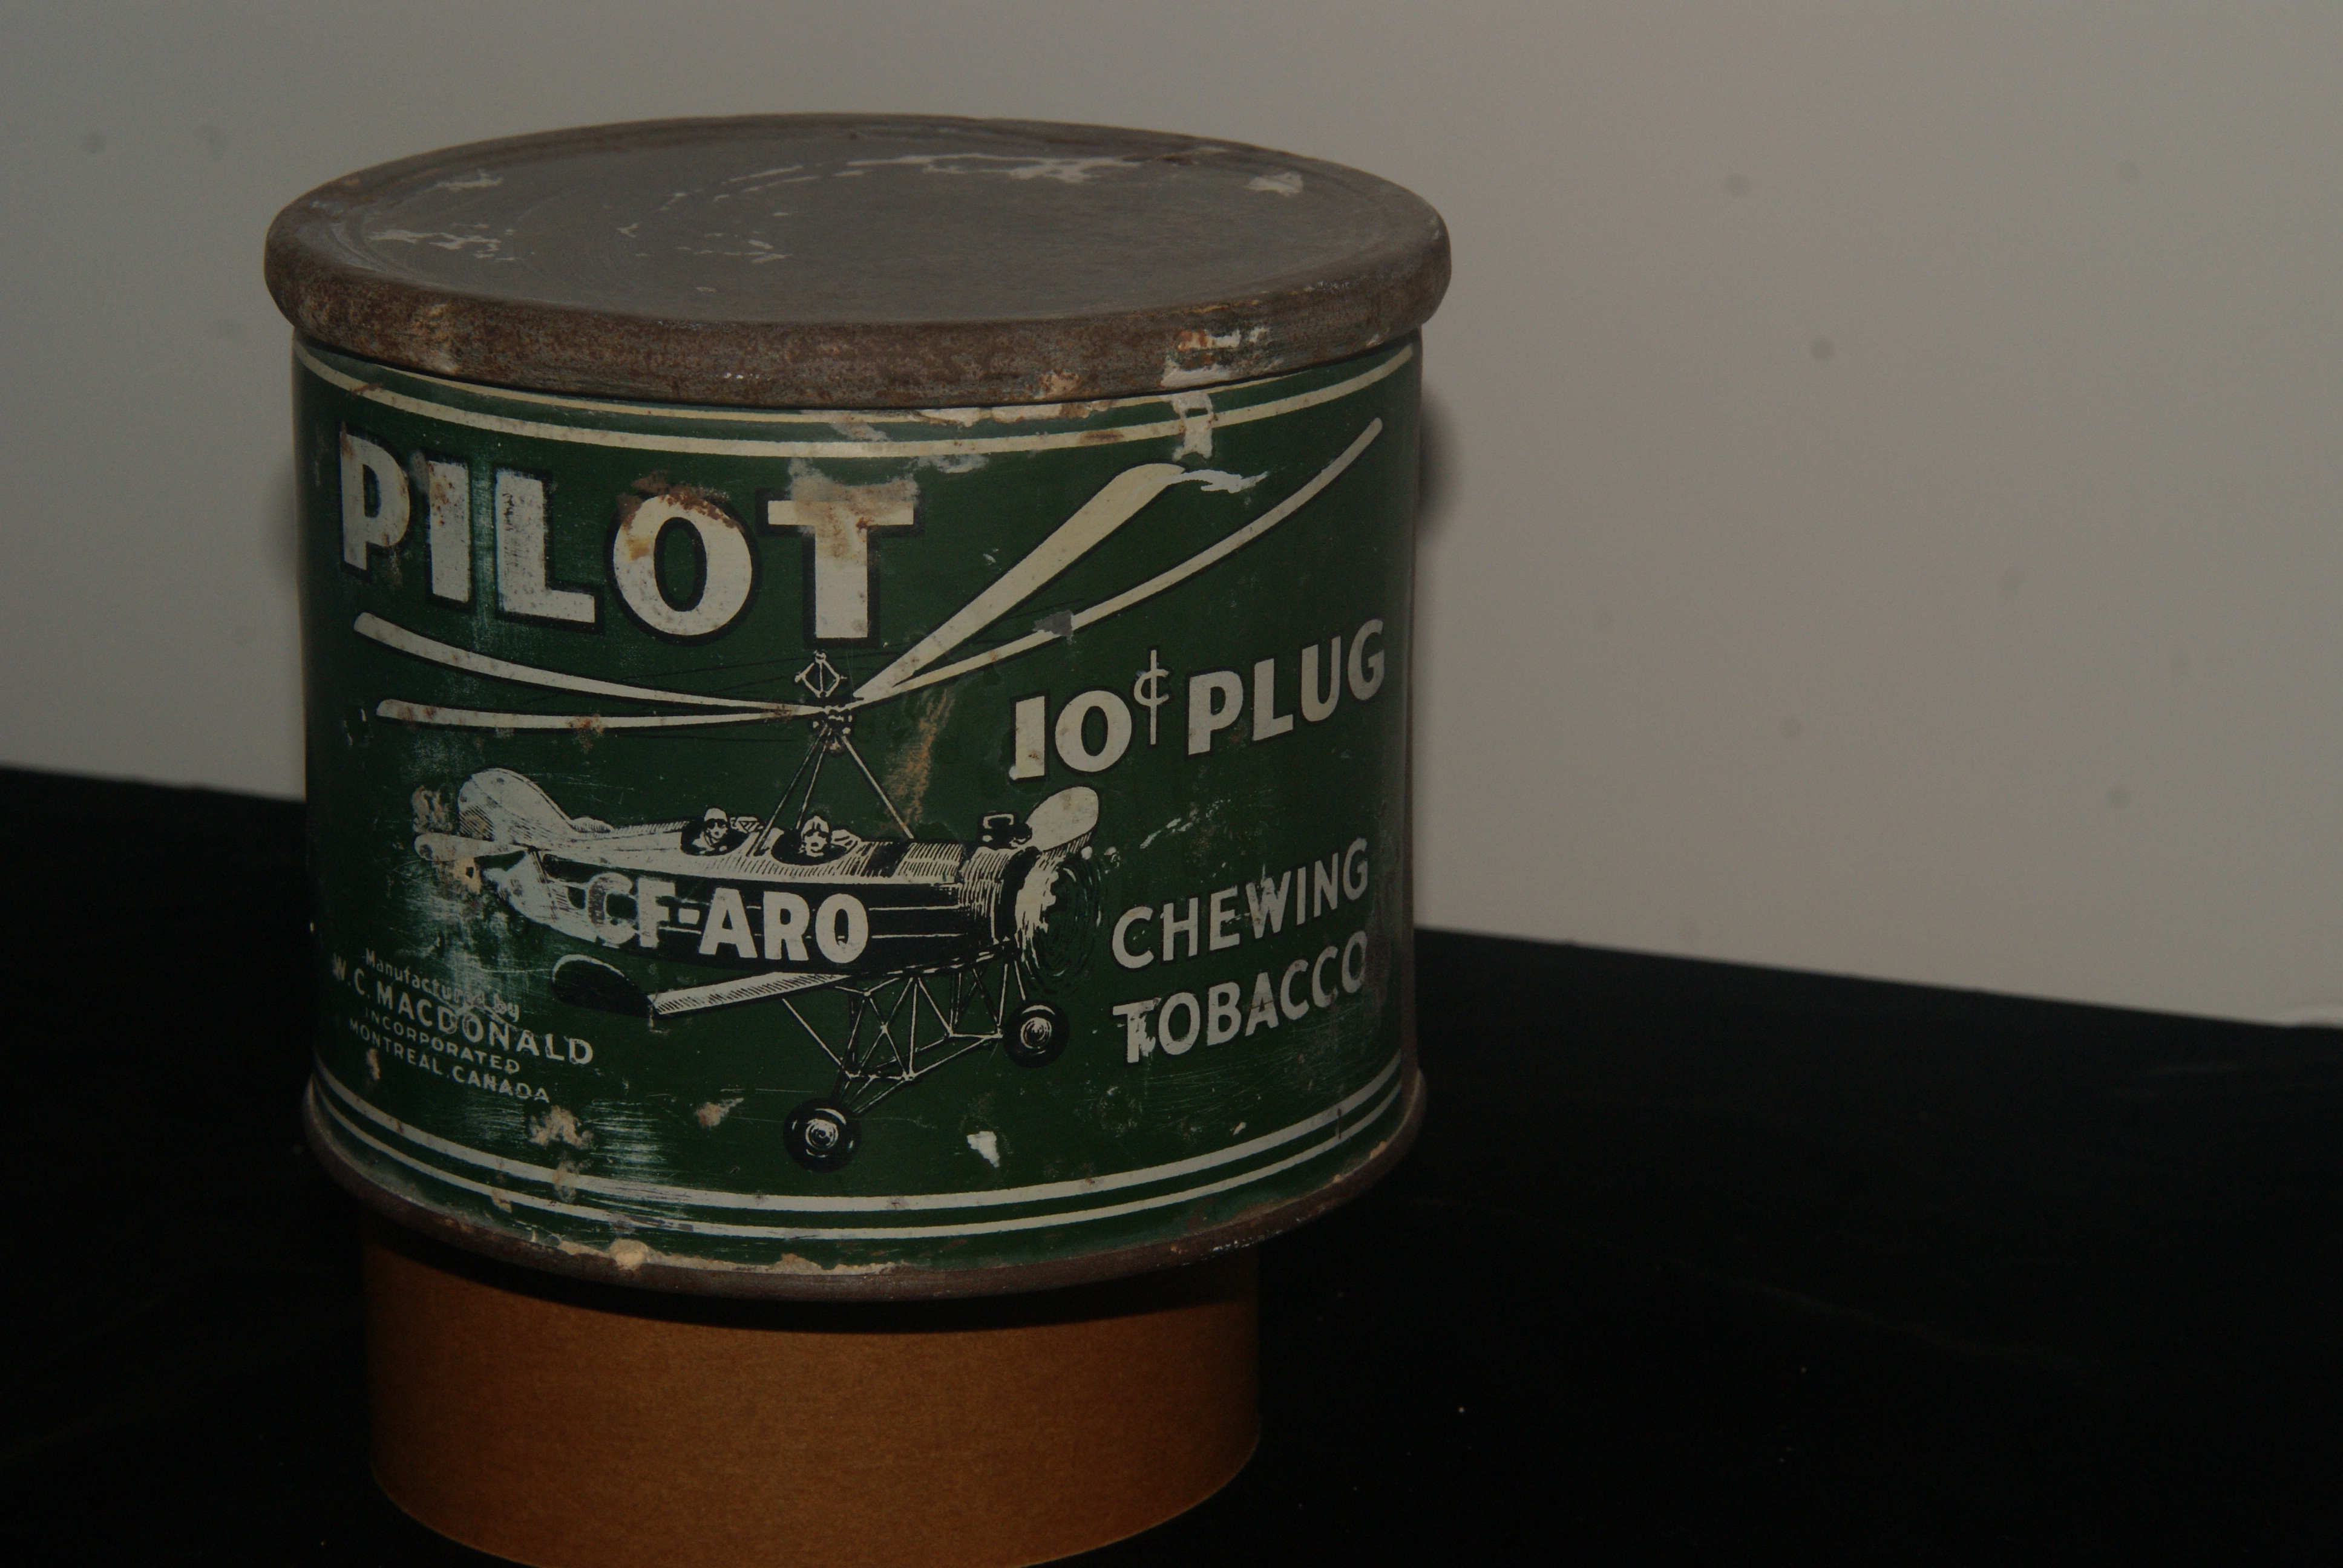 PILOT
10¢ PLUG
CF-ARO
CHEWING
TOBACCO
Manufactured by
W. C. MACDONALD
INCORPORATED
MONTREAL, CANADA